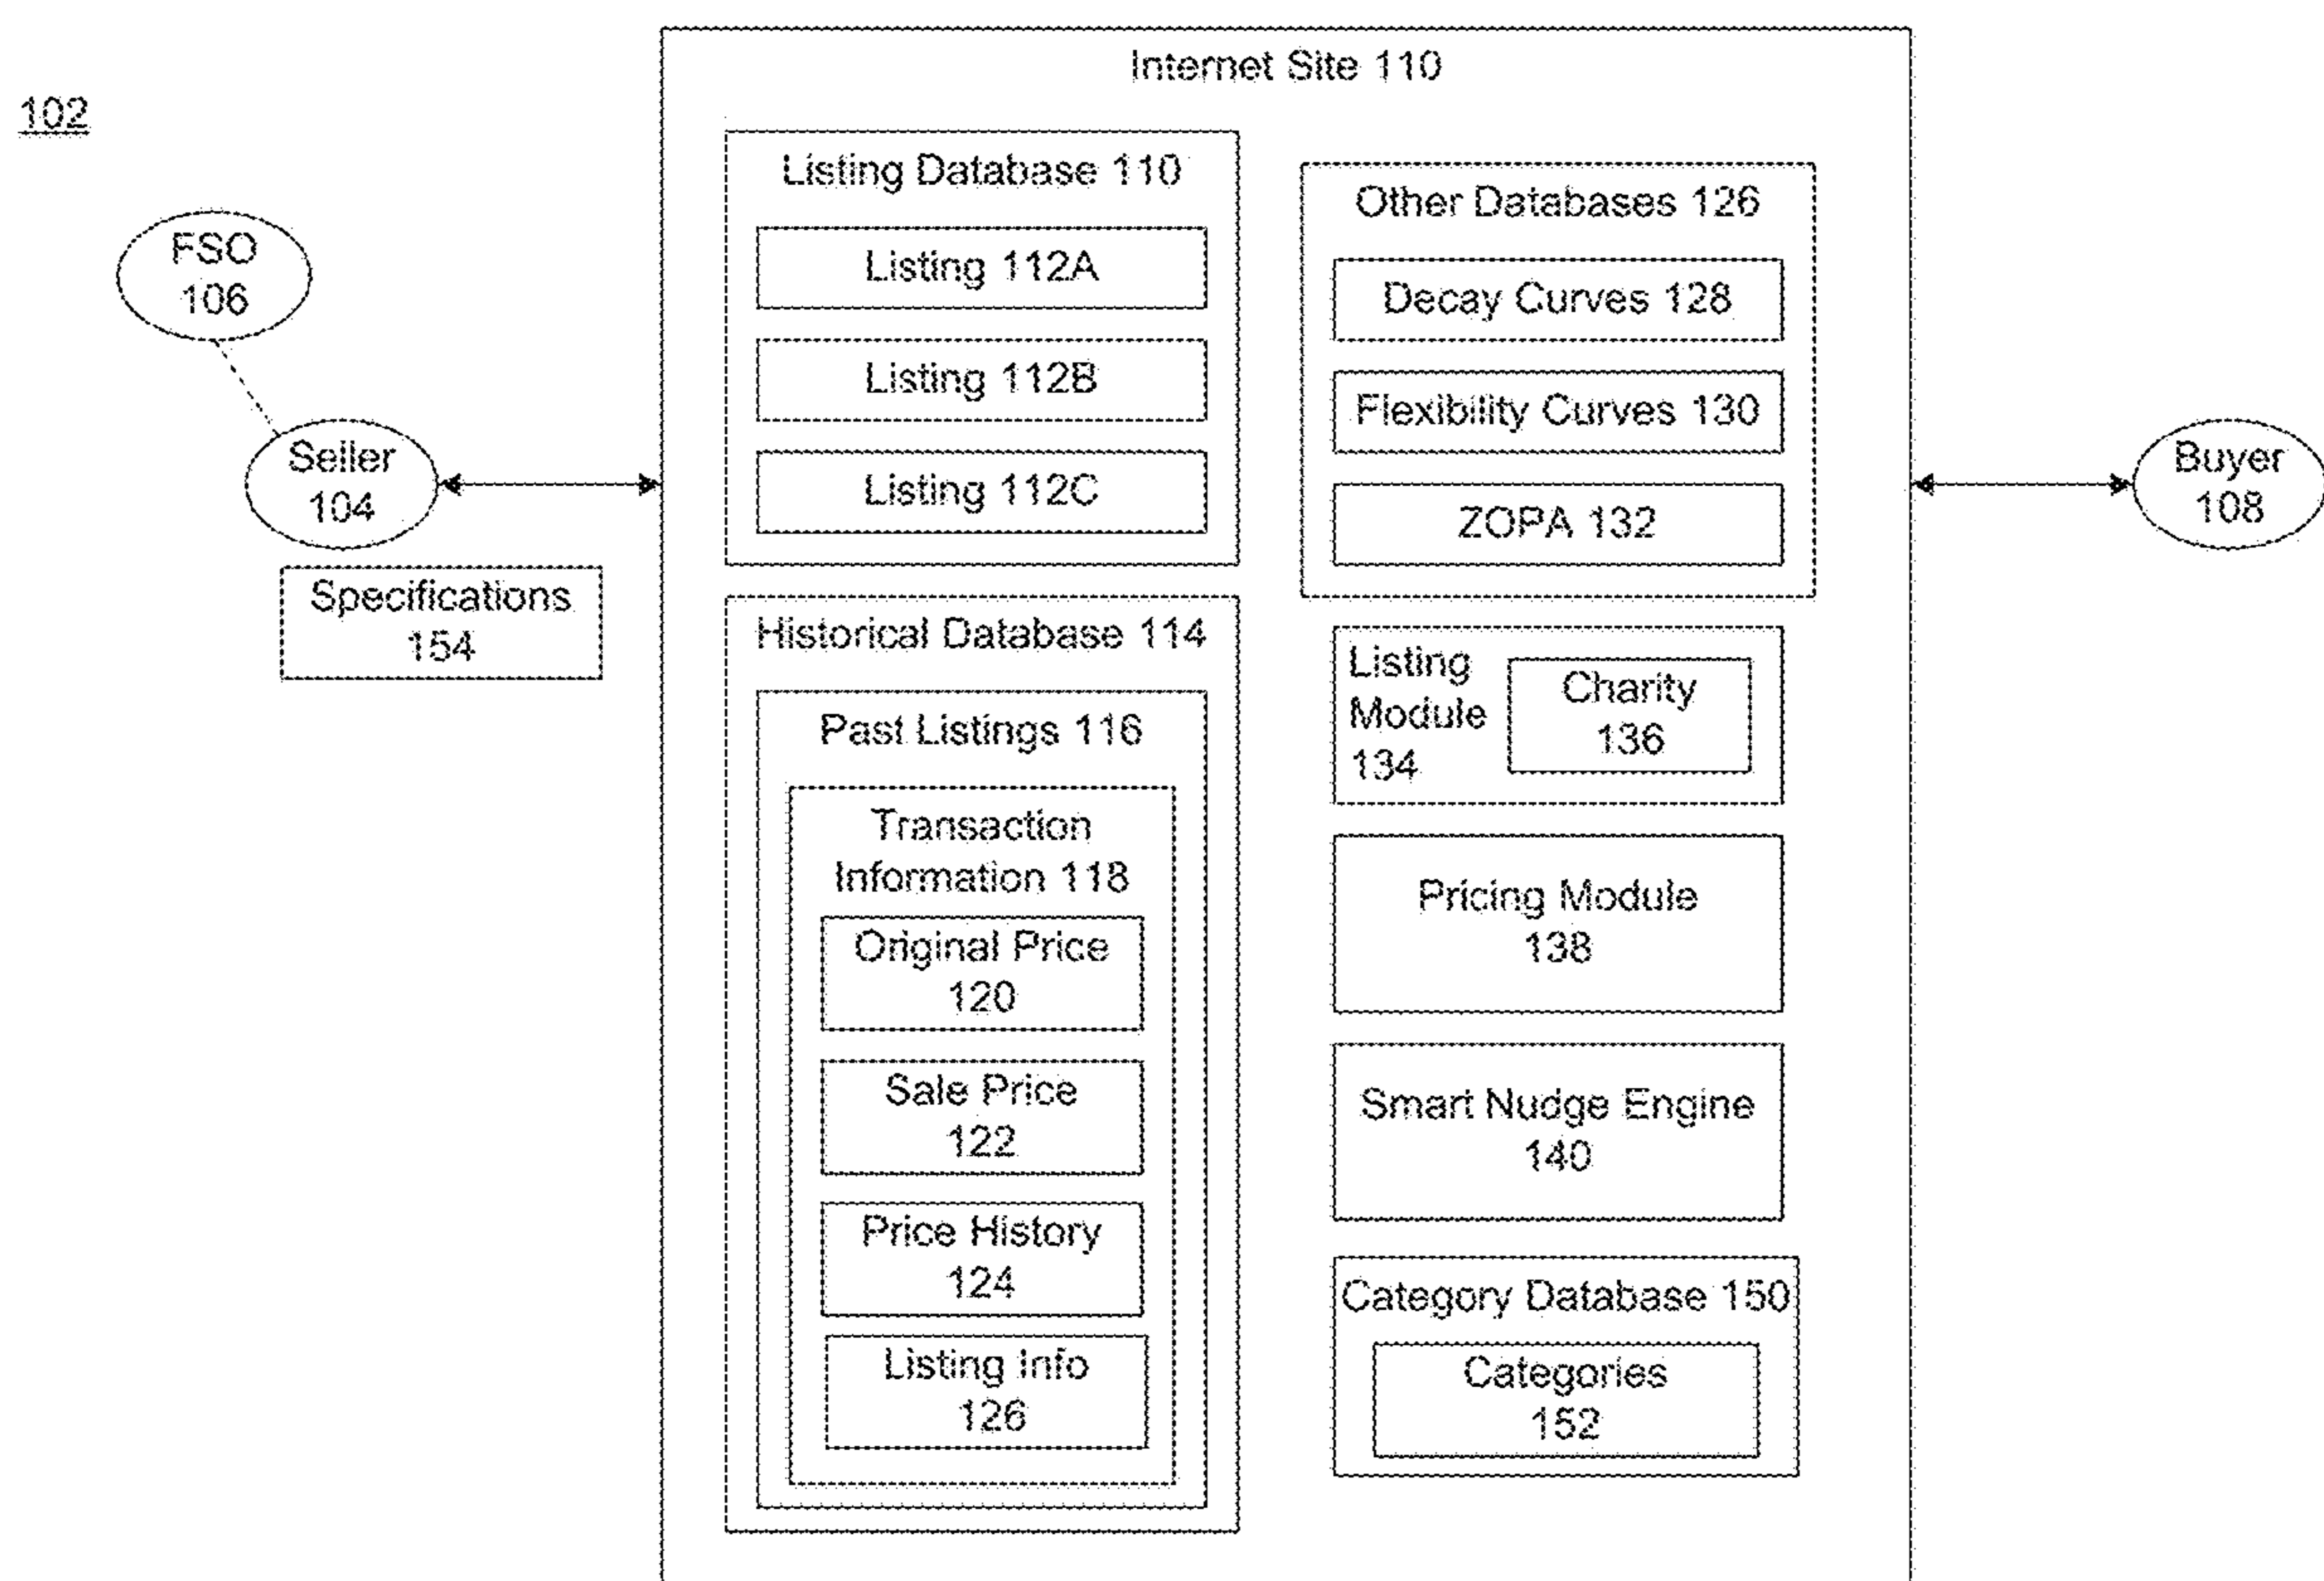 102
FSO
106
Seller
104
Specifications
154
Internet Site 110
Listing Database 110
Listing 112A
Listing 112B
Listing 112C
Historical Database 114
Past Listings 116
Transaction
Information 118
Original Price
120
Sale Price
122
Price History
124
Listing Info
126
Other Databases 126
Decay Curves 128
Flexibility Curves 130
ZOPA 132
Listing
Module
134
Charity
136
Pricing Module
138
Smart Nudge Engine
140
Category Database 150
Categories
152
Buyer
108